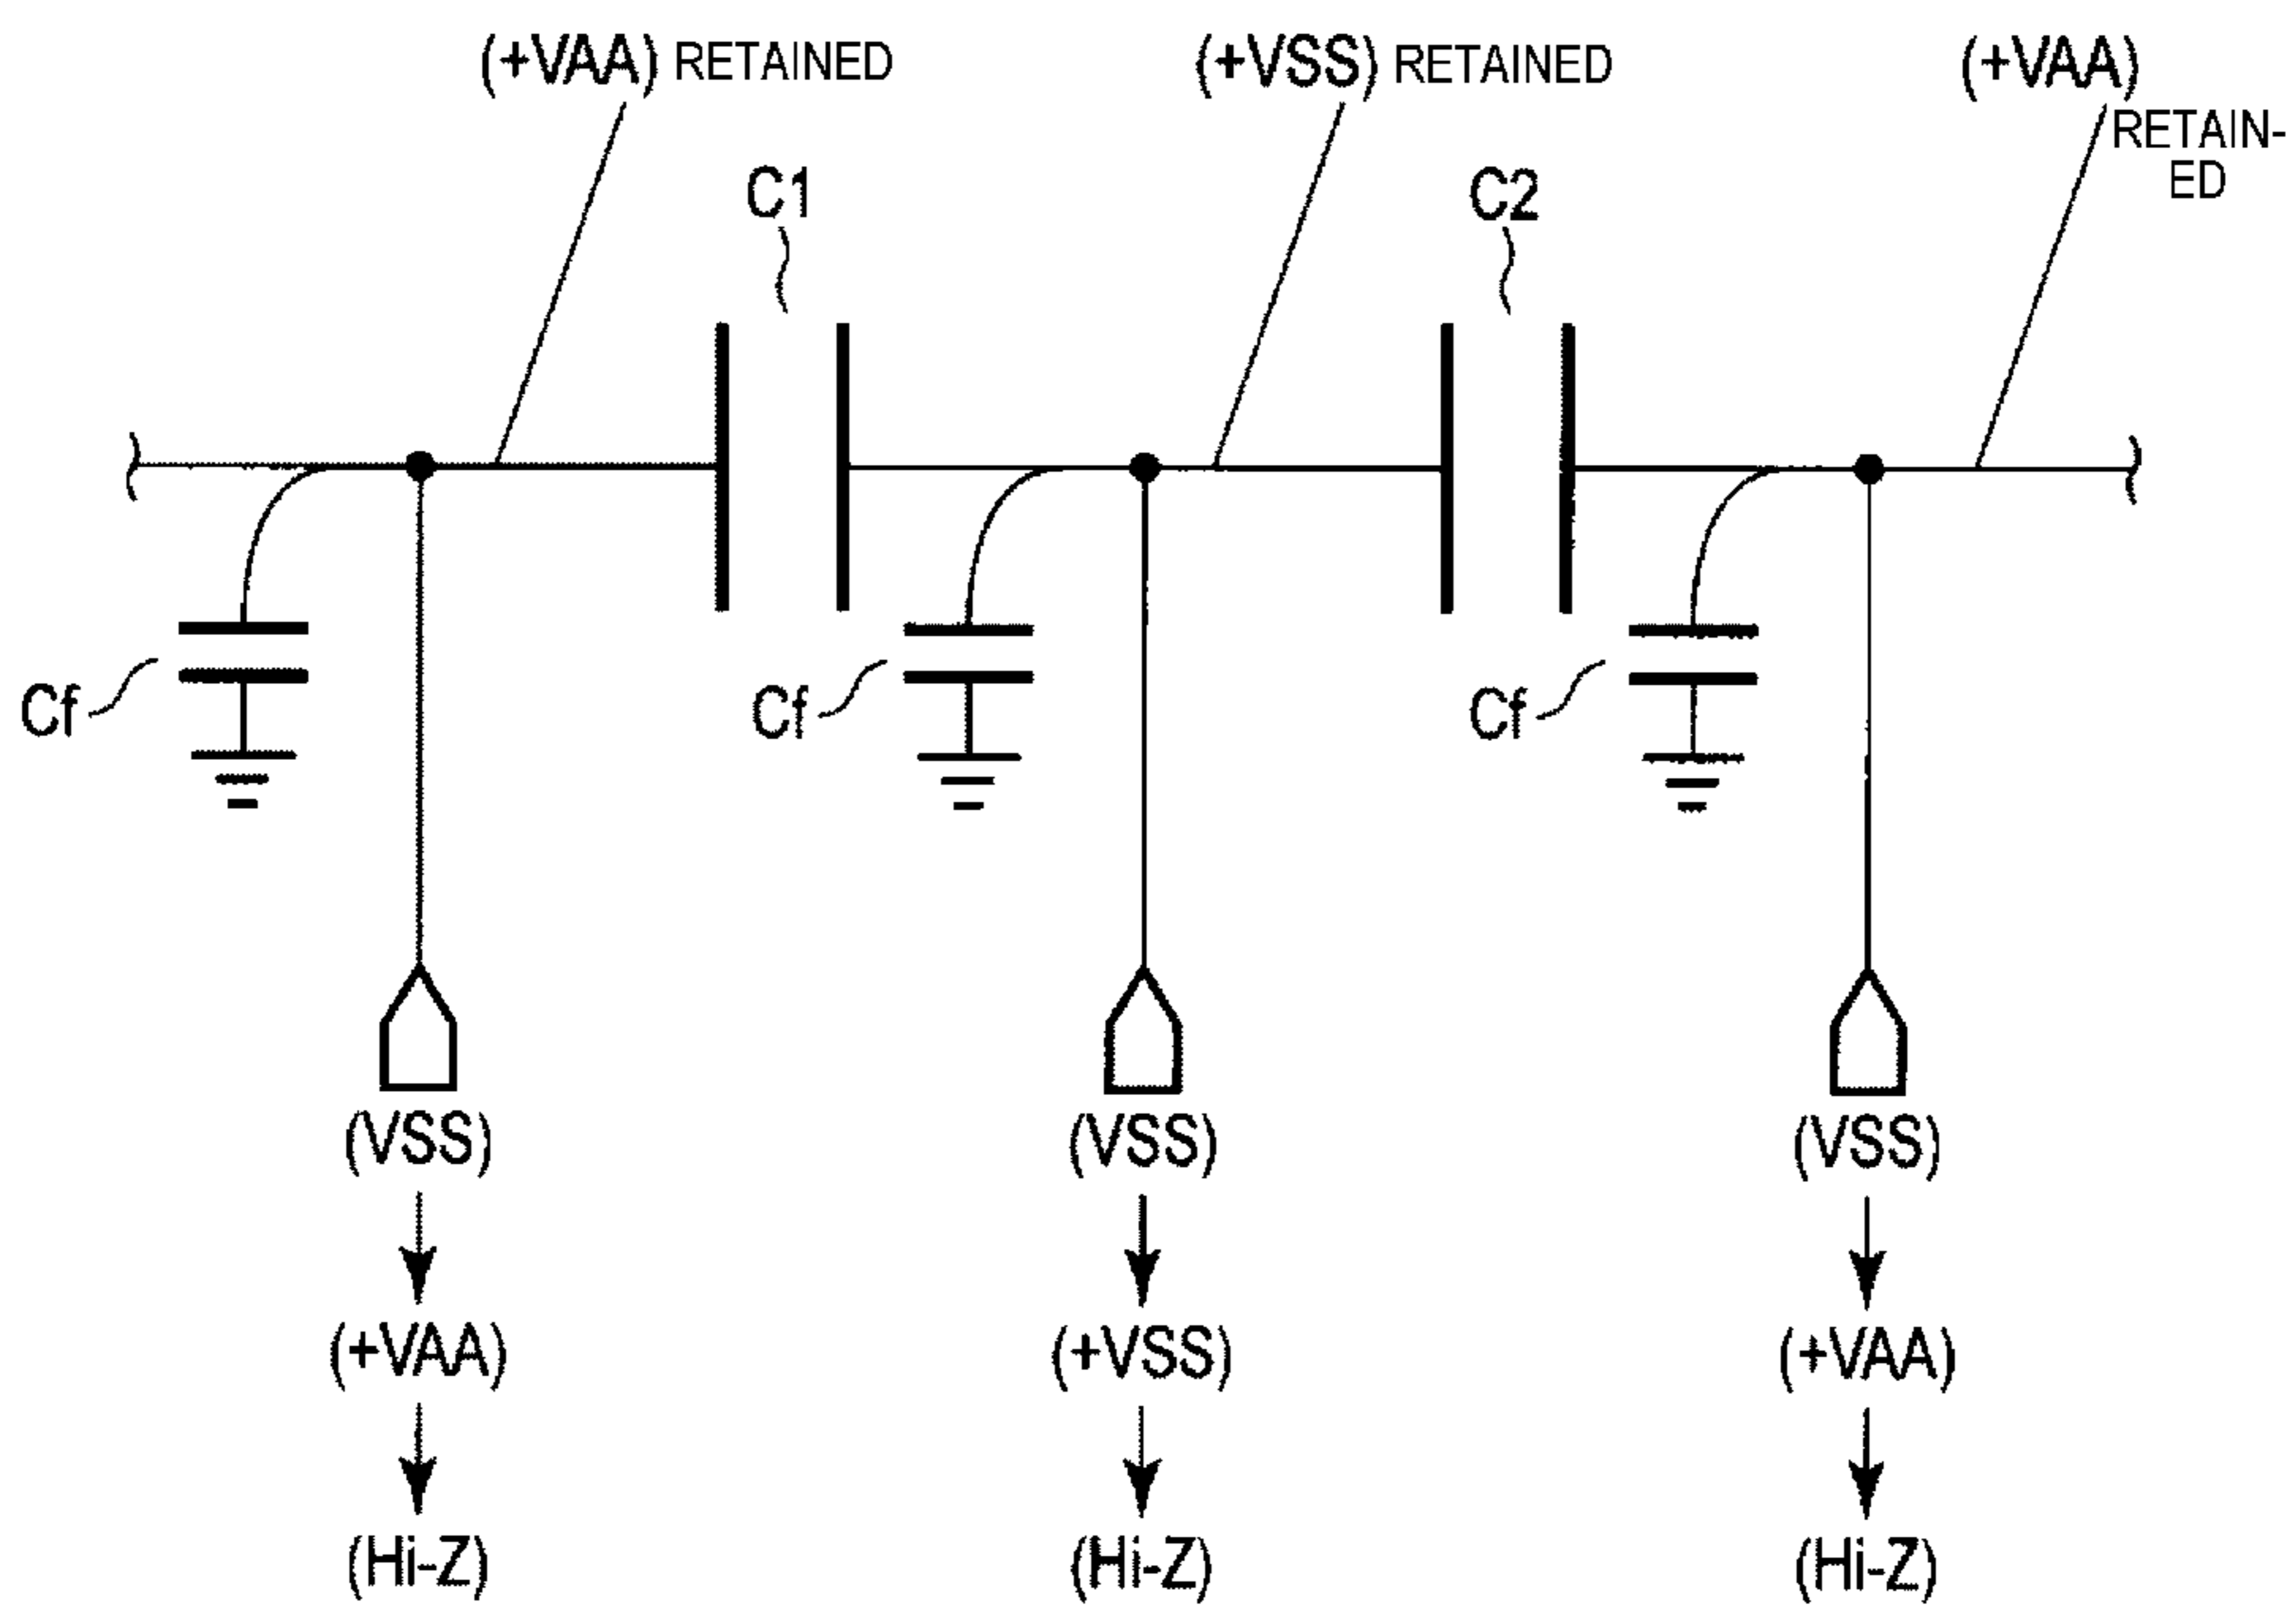 (+VAA) RETAINED
(+VSS) RETAINED
(+VAA)
RETAIN-
ED
C1
C2
Cf
Cf
Cf
(VSS)
(VSS)
(VSS)
(+VAA)
(+VSS)
(+VAA)
(Hi-Z)
(Hi-Z)
(Hi-Z)